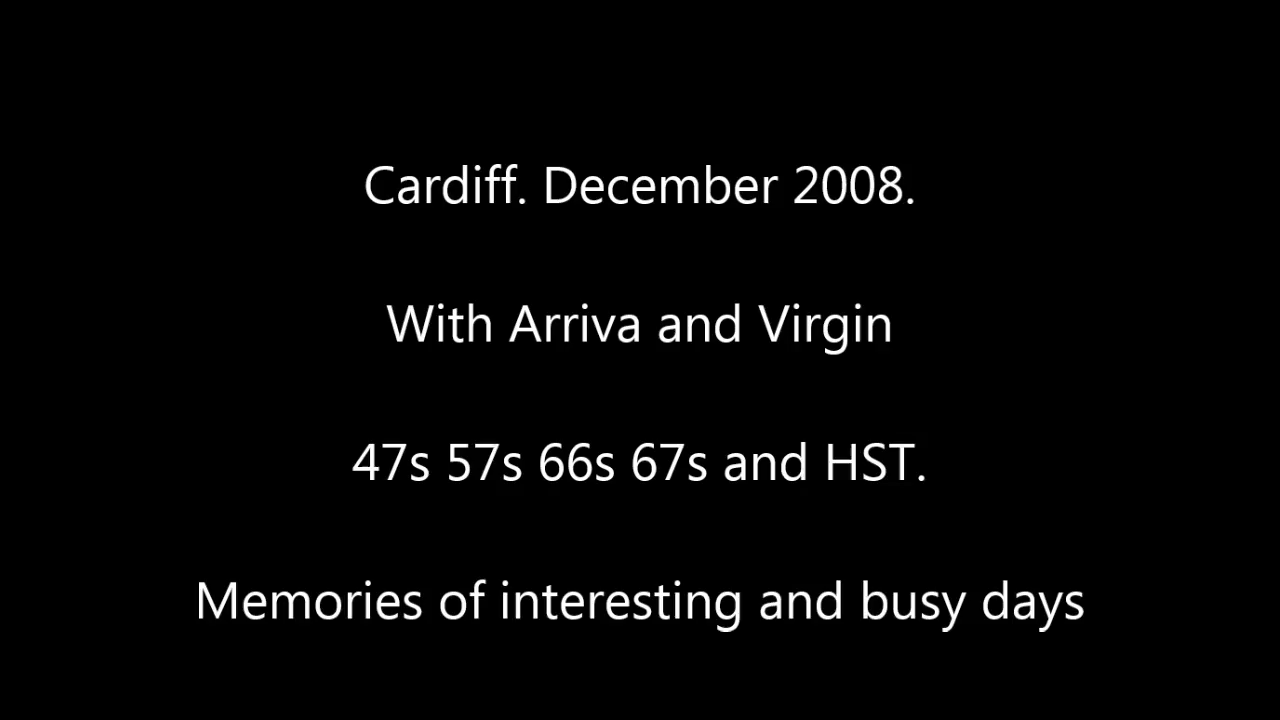 Cardiff. December 2008.
With Arriva and Virgin
47s 57s 66s 67s and HST.
Memories of interesting and busy days